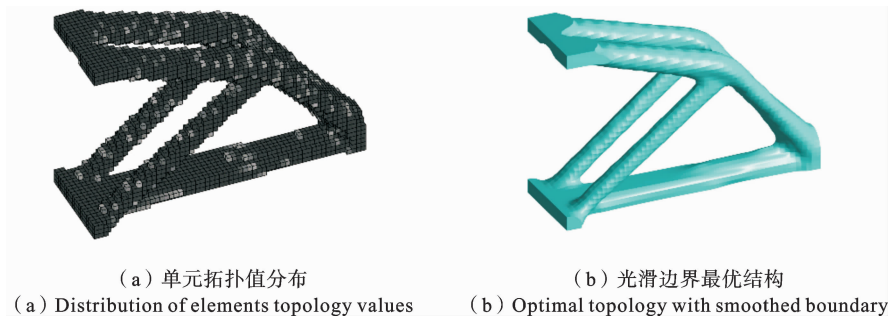 （a）单元拓扑值分布
(a) Distribution of elements topology values
（b）光滑边界最优结构
(b) Optimal topology with smoothed boundary